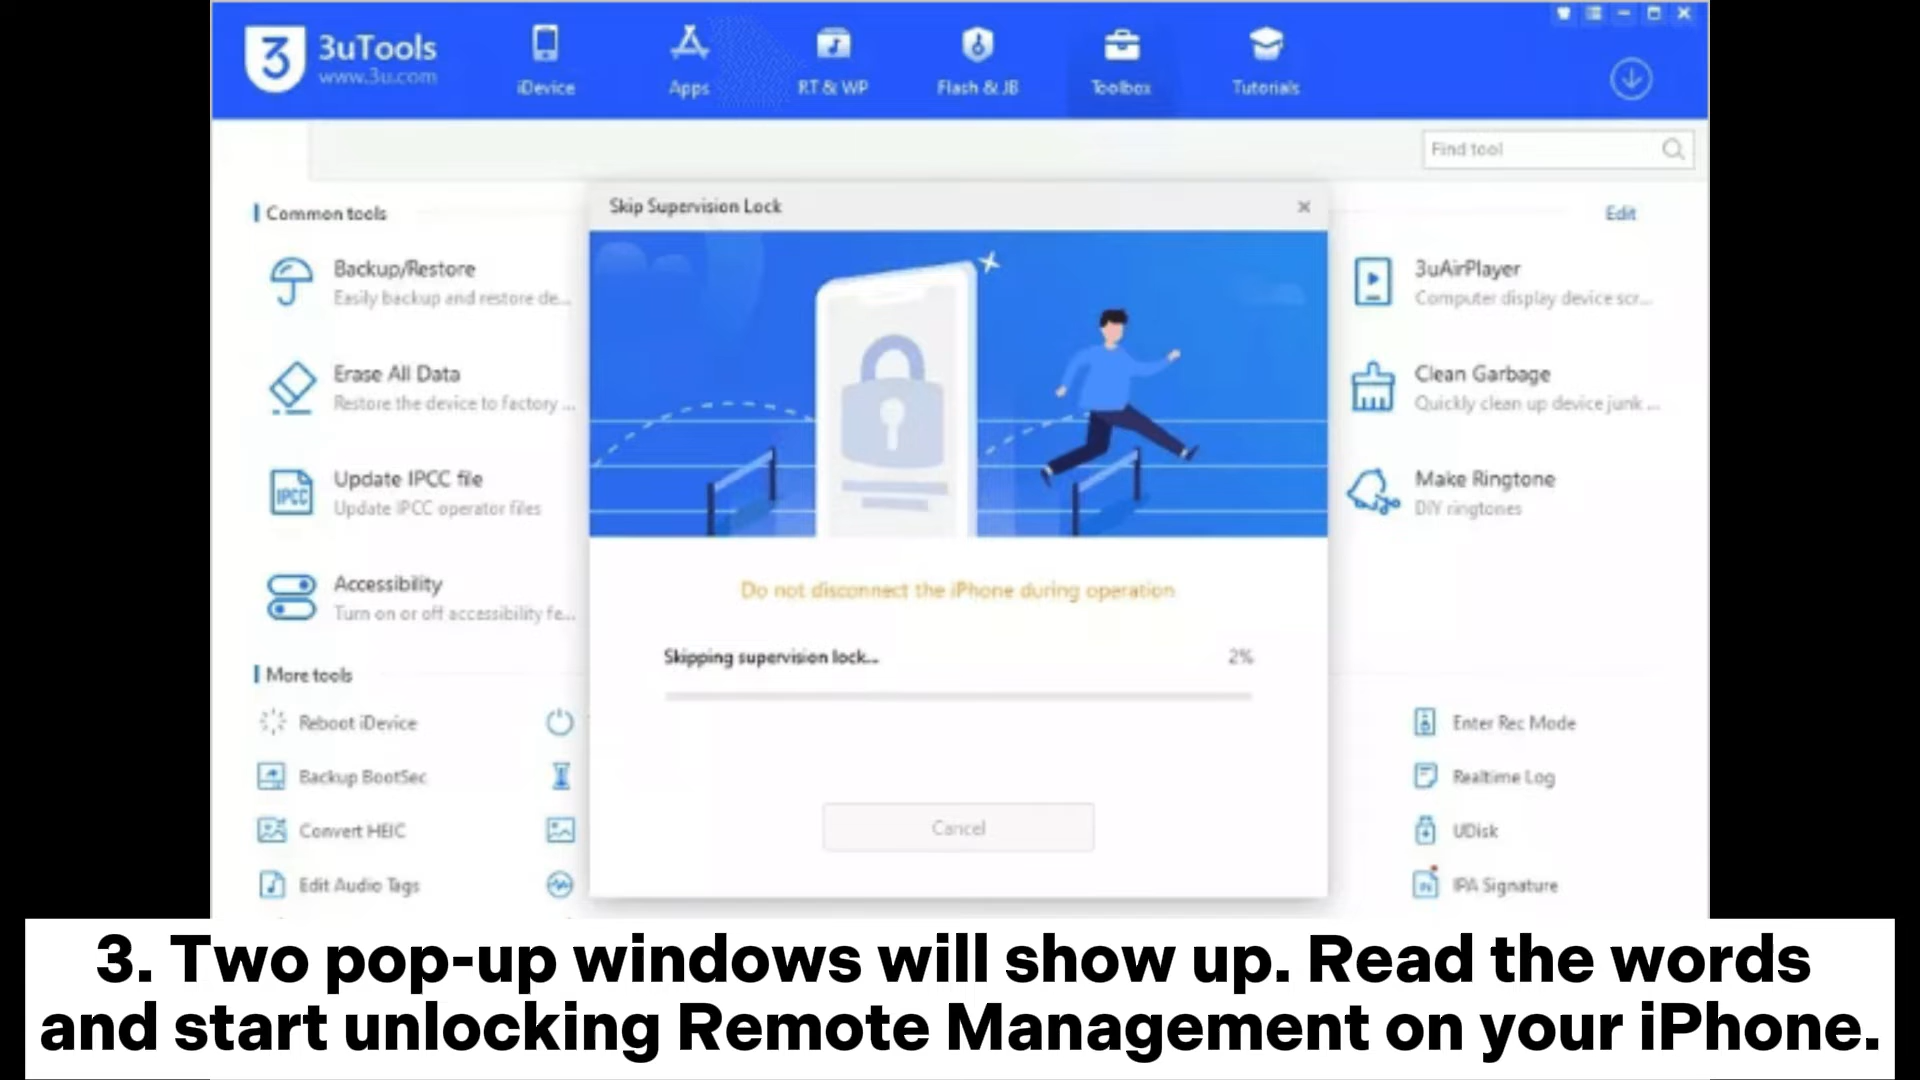 3uTools
www.3u.com
iDevice
Apps
RT & WP
Flash & JB
Toolbox
Tutorials
Find tool
Common tools
Edit
Backup/Restore
Easily backup and restore de...
Erase All Data
Restore the device to factory ...
Update IPCC file
IPCC
Update IPCC operator files
Accessibility
Turn on or off accessibility fe...
Skip Supervision Lock
Do not disconnect the iPhone during operation
Skipping supervision lock...
2%
Cancel
3uAirPlayer
Computer display device scr...
Clean Garbage
Quickly clean up device junk ...
Make Ringtone
DIY ringtones
More tools
Reboot iDevice
Backup BootSec
Convert HEIC
Edit Audio Tags
Enter Rec Mode
Realtime Log
UDisk
IPA Signature
3. Two pop-up windows will show up. Read the words
and start unlocking Remote Management on your iPhone.